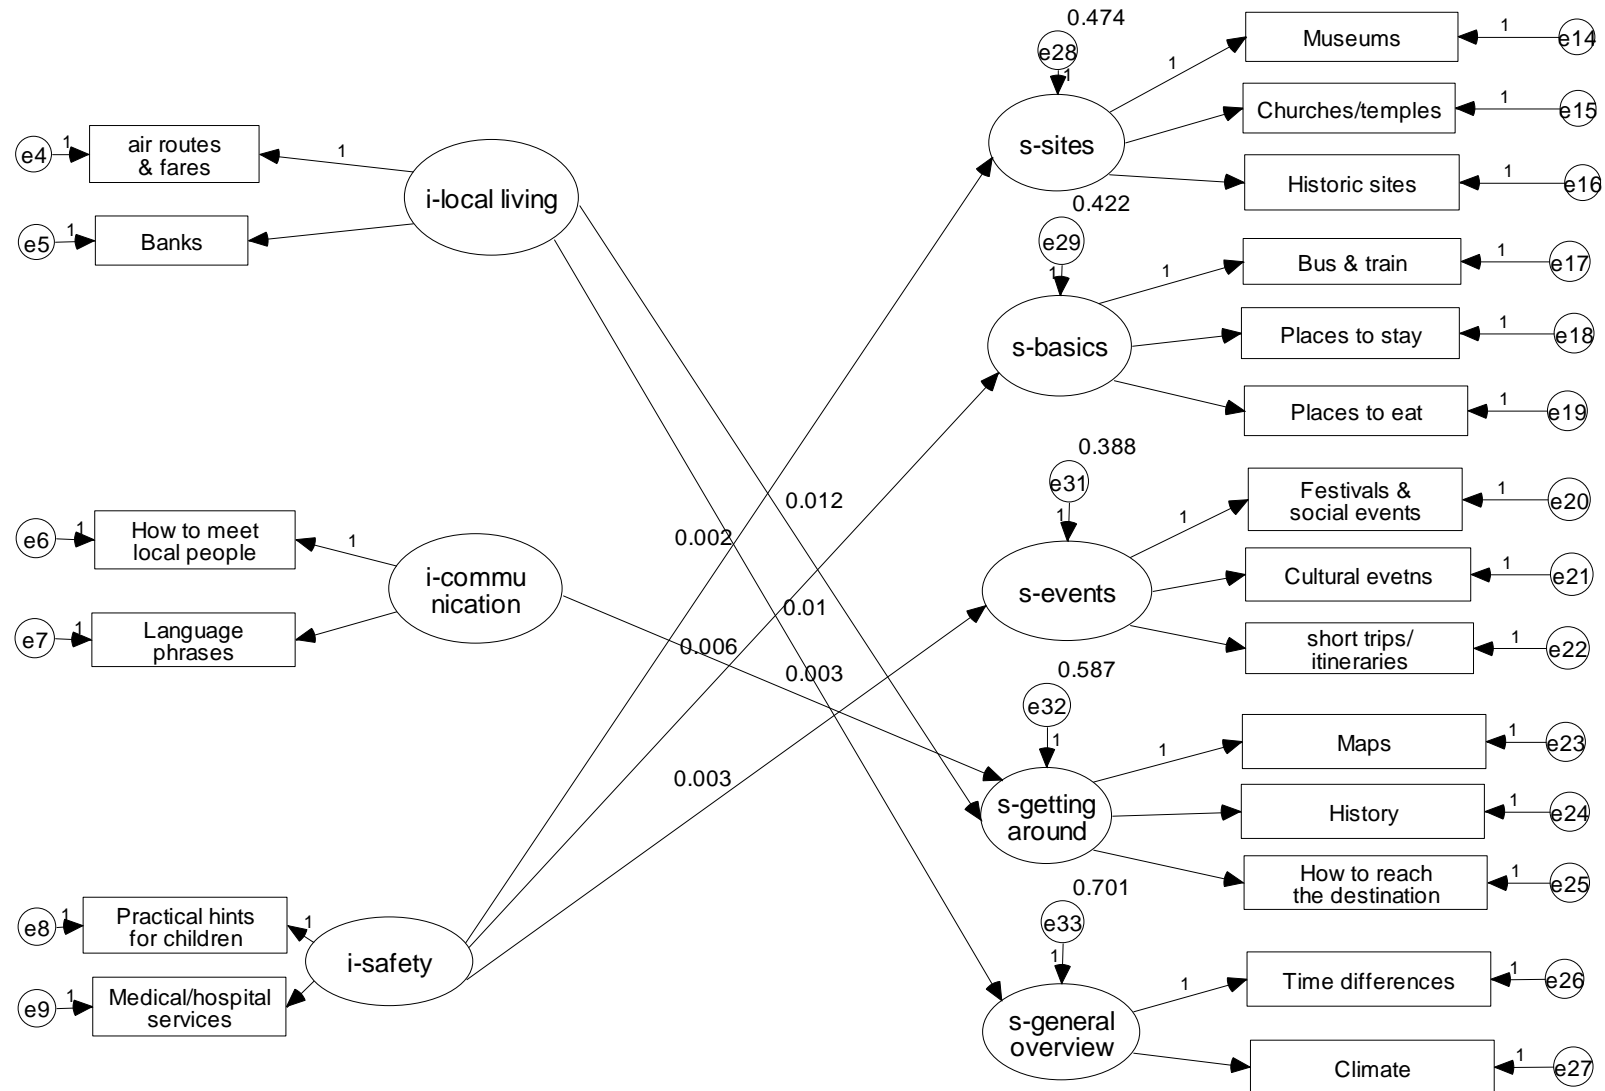 0.474
e28
1
Museums
1
e14
1
s-sites
Churches/temples
1
e15
Historic sites
1
e16
e4
1
air routes
& fares
1
i-local living
e5
1
Banks
0.422
e29
1
s-basics
1
Bus & train
1
e17
Places to stay
1
e18
Places to eat
1
e19
0.388
e31
1
s-events
1
Festivals &
social events
1
e20
Cultural evetns
1
e21
short trips/
itineraries
1
e22
e6
1
How to meet
local people
1
i-commu
nication
e7
1
Language
phrases
0.012
0.002
0.01
0.006
0.003
0.003
0.587
e32
1
s-getting
around
1
Maps
1
e23
History
1
e24
How to reach
the destination
1
e25
e8
1
Practical hints
for children
1
i-safety
e9
1
Medical/hospital
services
0.701
e33
1
s-general
overview
1
Time differences
1
e26
Climate
1
e27